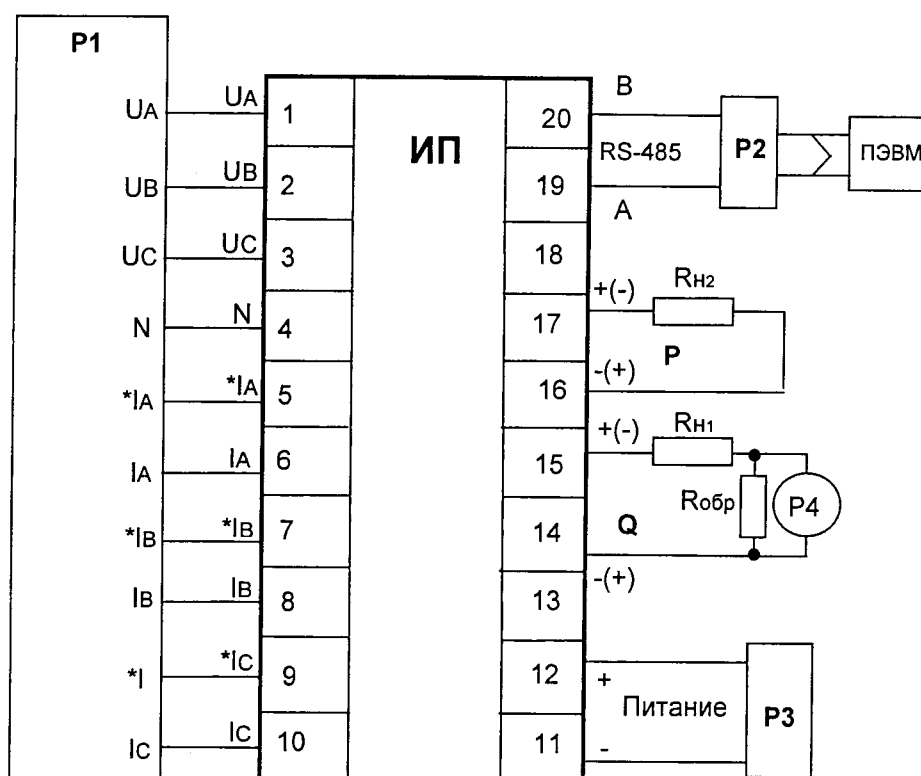 P1
UA UA 1
UB UB 2
UC UC 3
N N 4
*IA *IA 5
IA IA 6
*IB *IB 7
IB IB 8
*I *IC 9
IC IC 10
ИП
20 B
RS-485 P2 ПЭВМ
19
A
18
+(-) Rн2
17
P
16 -(+)
+(-) Rн1
15
Rобр P4
14 Q
-(+)
13
12 +
Питание P3
11 -